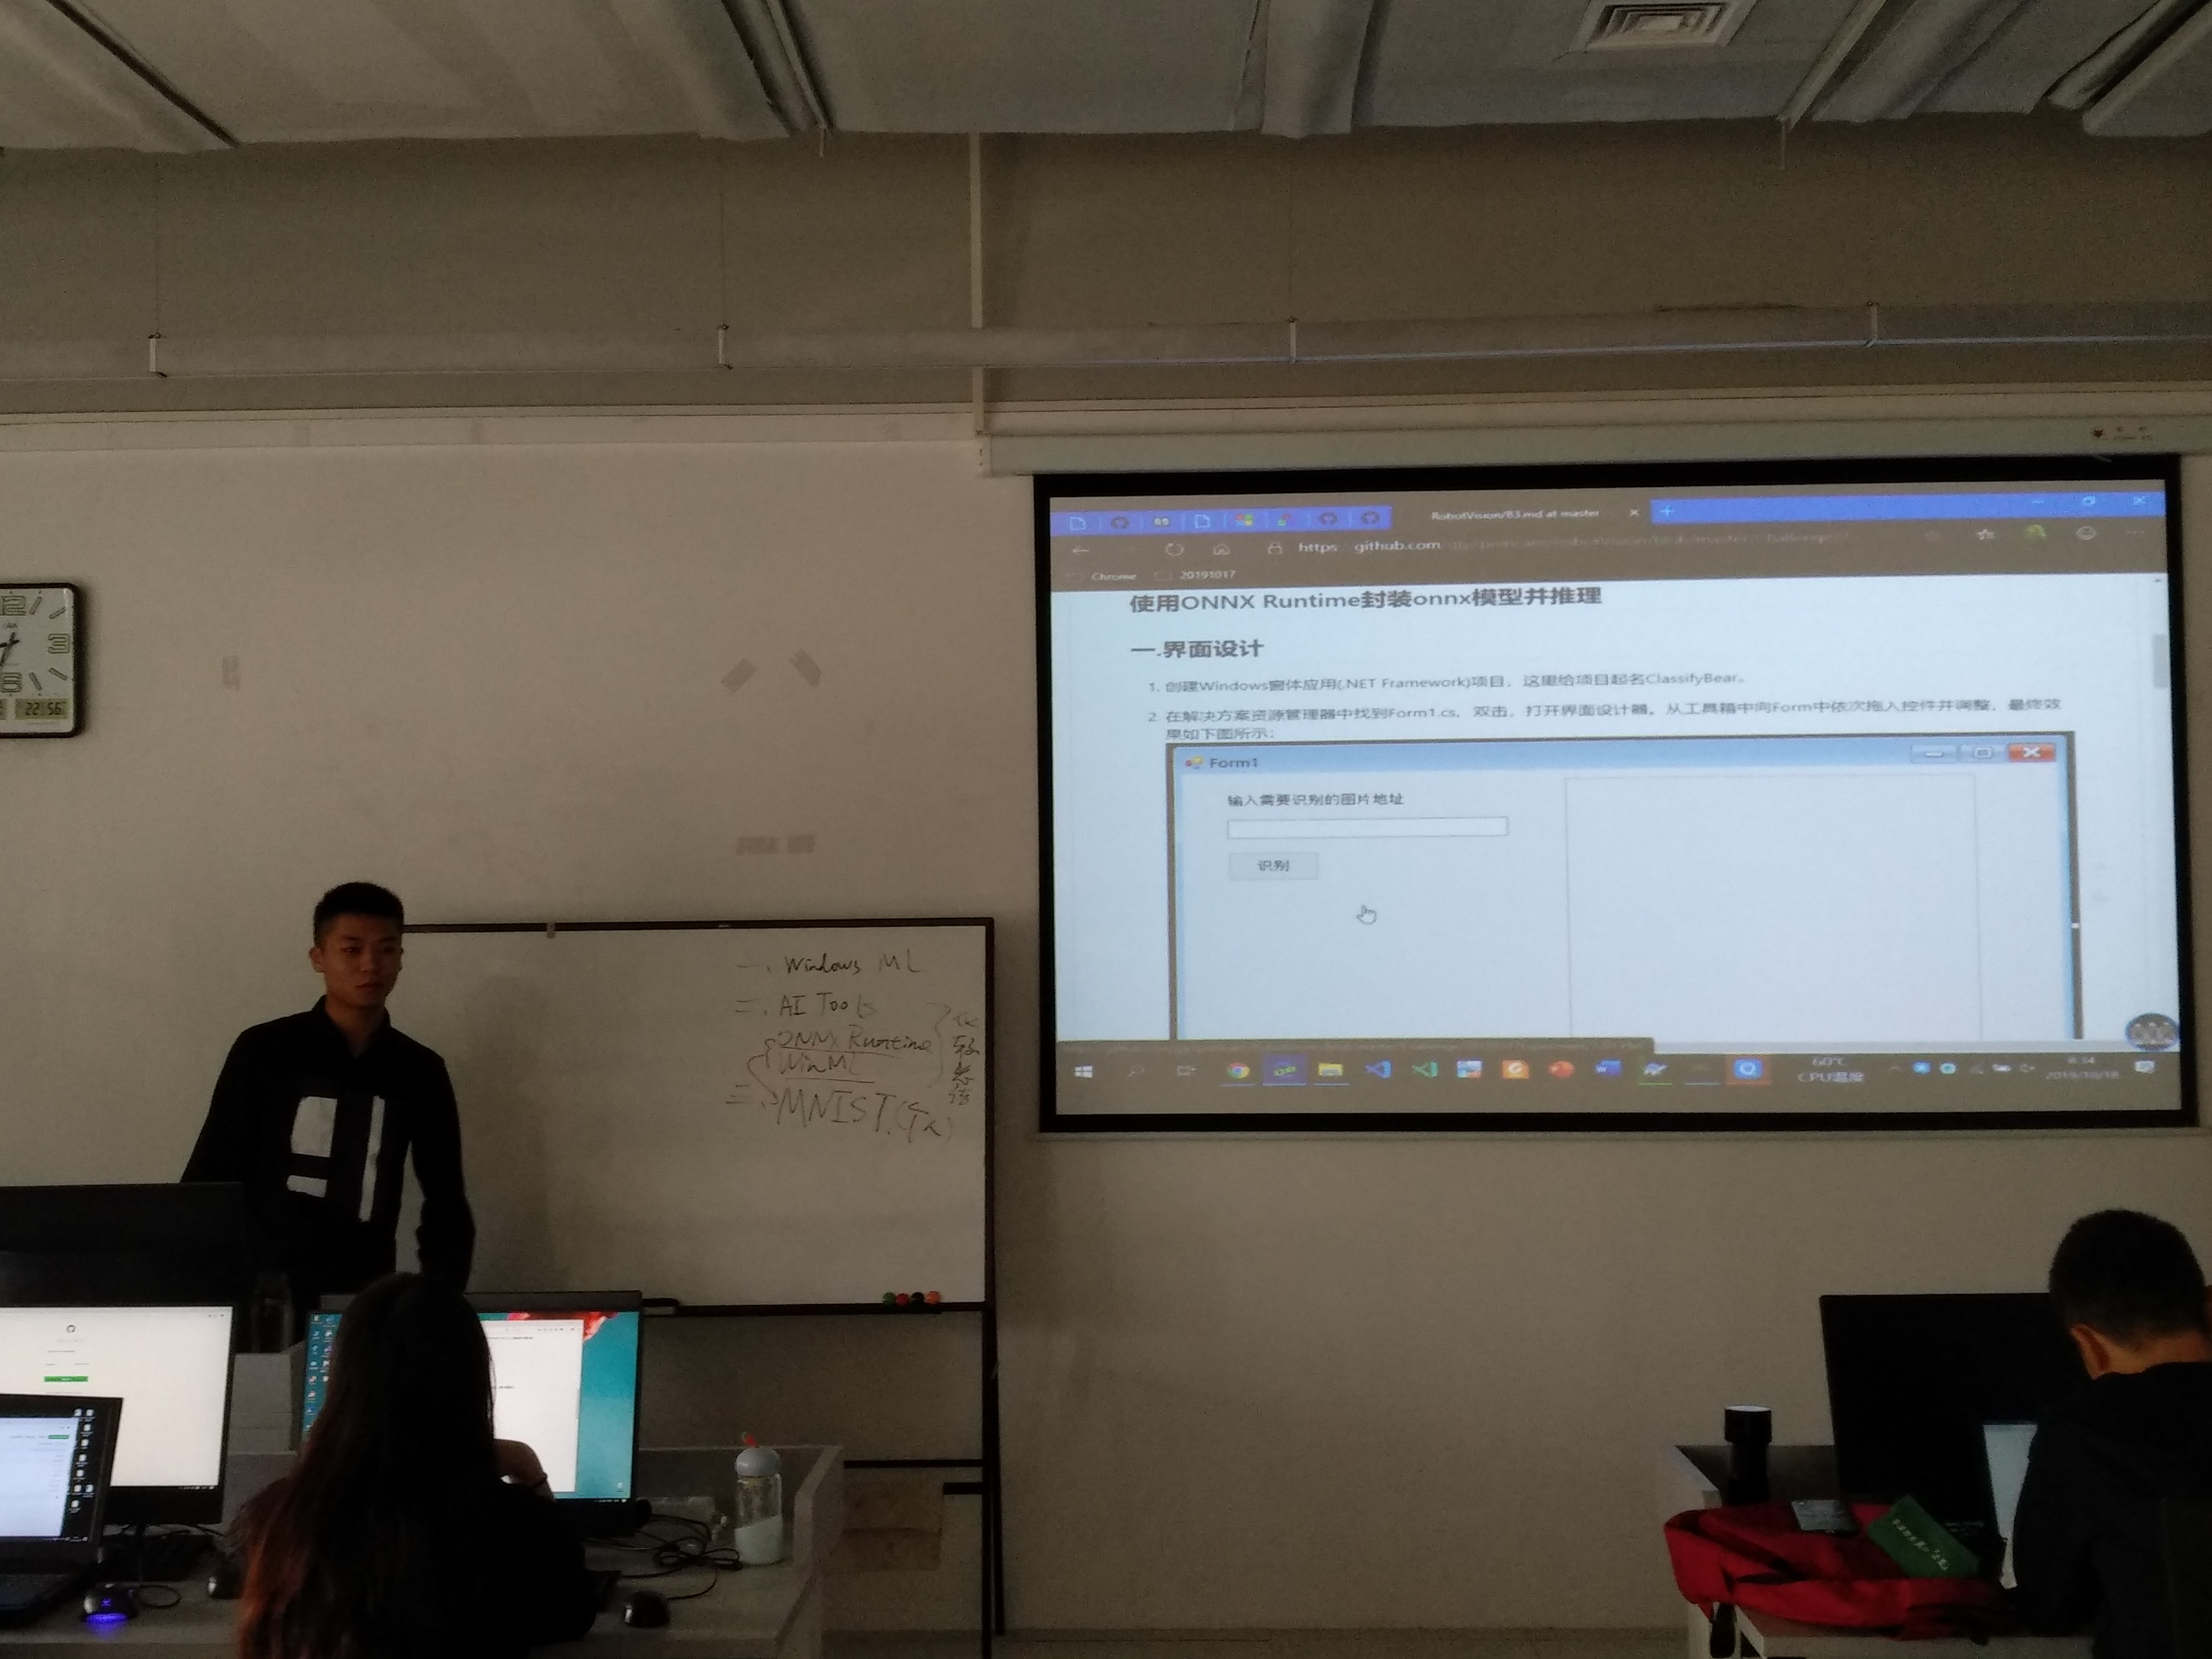 12
3
6
22:56
一. Windows ML
二. AI Tools
ONNX Runtime
WinML
三. MNIST
RobotVision/B3.md at master
https github.com
Chrome 20191017
使用ONNX Runtime封装onnx模型并推理
一.界面设计
1. 创建Windows窗体应用(.NET Framework)项目，这里给项目起名ClassifyBear。
2. 在解决方案资源管理器中找到Form1.cs，双击，打开界面设计器。从工具箱中向Form中依次拖入控件并调整，最终效
果如下图所示：
Form1
输入需要识别的图片地址
识别
60℃
CPU温度
8:34
2019/10/18